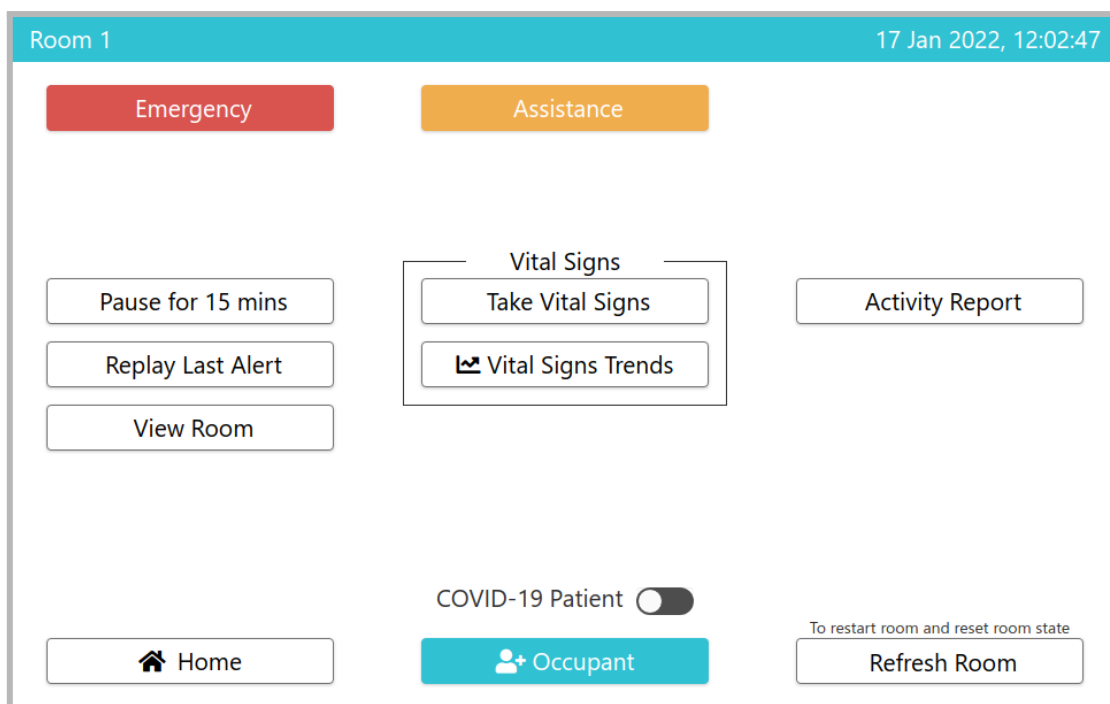 Room 1
17 Jan 2022, 12:02:47
Emergency
Assistance
Vital Signs
Pause for 15 mins
Take Vital Signs
Activity Report
Replay Last Alert
Vital Signs Trends
View Room
COVID-19 Patient
To restart room and reset room state
Home
Occupant
Refresh Room